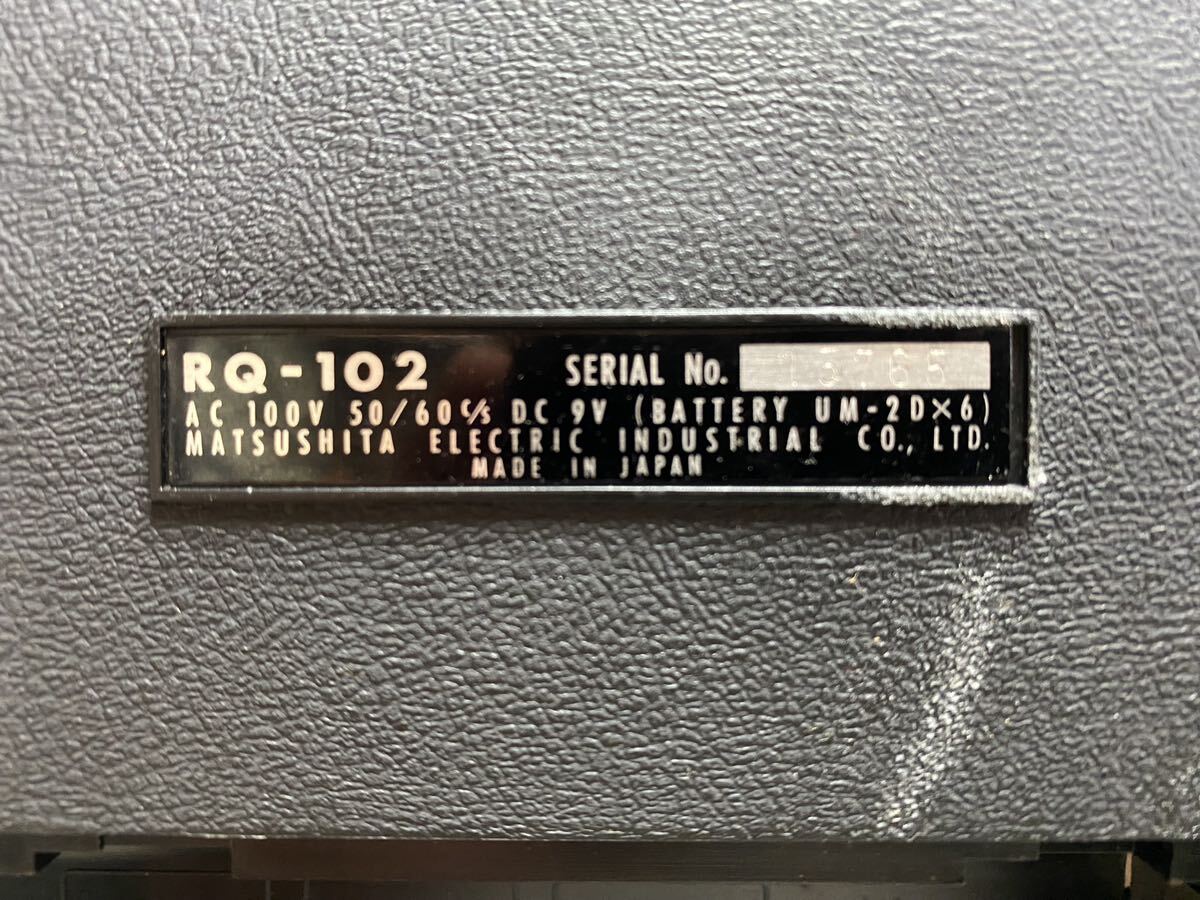 RQ-102 SERIAL No.
AC 100V 50/60 c/s DC 9V (BATTERY UM-2D×6)
MATSUSHITA ELECTRIC INDUSTRIAL CO., LTD.
MADE IN JAPAN